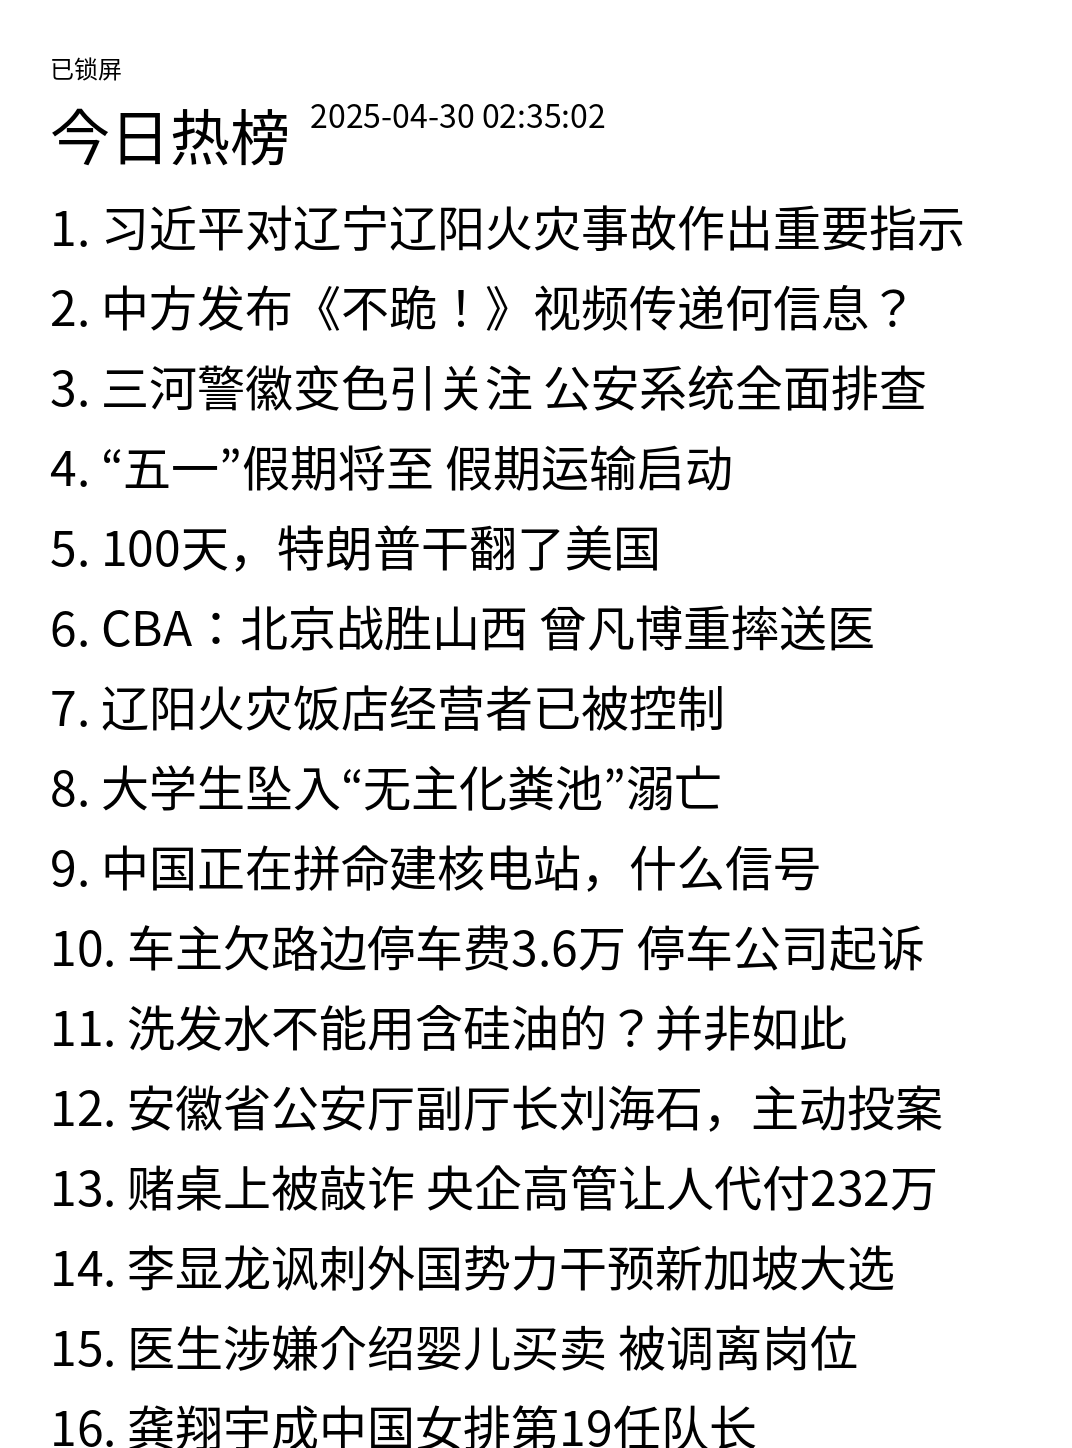 已锁屏
今日热榜 2025-04-30 02:35:02
1. 习近平对辽宁辽阳火灾事故作出重要指示
2. 中方发布《不跪！》视频传递何信息？
3. 三河警徽变色引关注 公安系统全面排查
4. “五一”假期将至 假期运输启动
5. 100天，特朗普干翻了美国
6. CBA：北京战胜山西 曾凡博重摔送医
7. 辽阳火灾饭店经营者已被控制
8. 大学生坠入“无主化粪池”溺亡
9. 中国正在拼命建核电站，什么信号
10. 车主欠路边停车费3.6万 停车公司起诉
11. 洗发水不能用含硅油的？并非如此
12. 安徽省公安厅副厅长刘海石，主动投案
13. 赌桌上被敲诈 央企高管让人代付232万
14. 李显龙讽刺外国势力干预新加坡大选
15. 医生涉嫌介绍婴儿买卖 被调离岗位
16. 龚翔宇成中国女排第19任队长